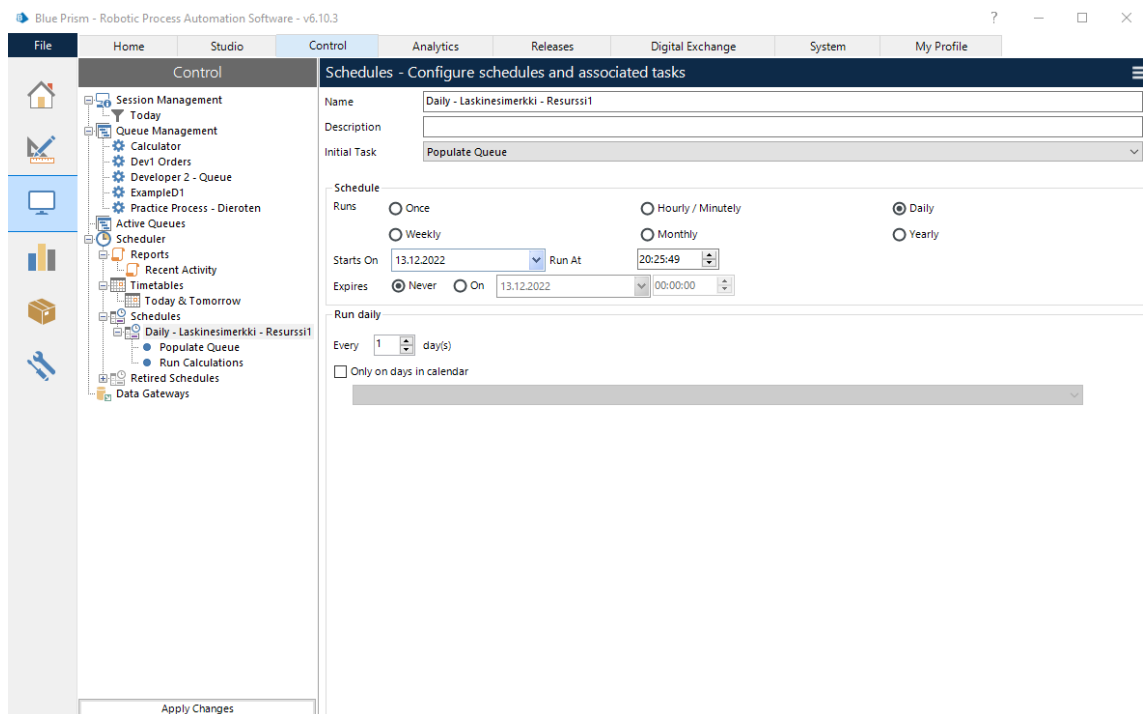 Blue Prism - Robotic Process Automation Software - v6.10.3
?
File Home Studio Control Analytics Releases Digital Exchange System My Profile
Control
Session Management
Today
Queue Management
Calculator
Dev1 Orders
Developer 2 - Queue
ExampleD1
Practice Process - Dieroten
Active Queues
Scheduler
Reports
Recent Activity
Timetables
Today & Tomorrow
Schedules
Daily - Laskinesimerkki - Resurssi1
Populate Queue
Run Calculations
Retired Schedules
Data Gateways
Apply Changes
Schedules - Configure schedules and associated tasks
Name Daily - Laskinesimerkki - Resurssi1
Description
Initial Task Populate Queue
Schedule
Runs Once Hourly / Minutely Daily
Weekly Monthly Yearly
Starts On 13.12.2022 Run At 20:25:49
Expires Never On 13.12.2022 00:00:00
Run daily
Every 1 day(s)
Only on days in calendar